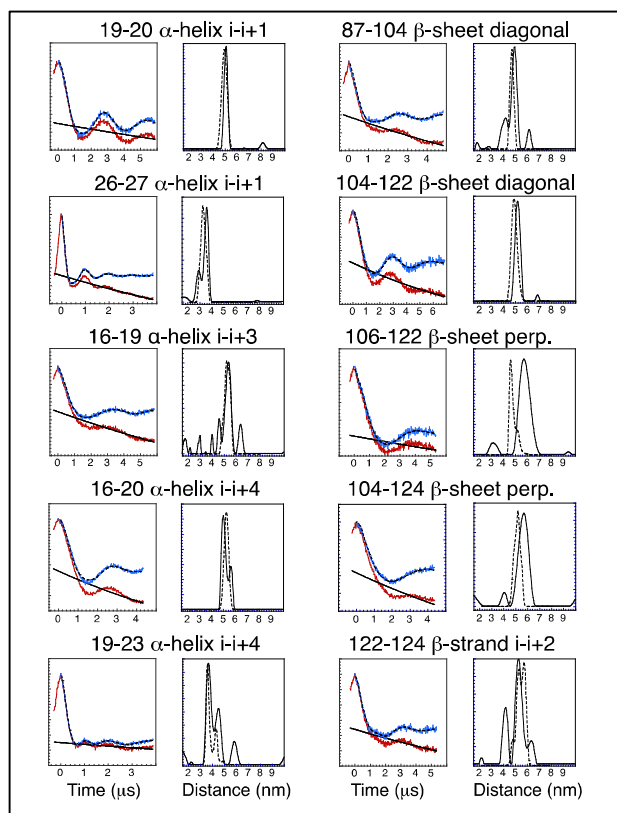 19-20 α-helix i-i+1
0 1 2 3 4 5
2 3 4 5 6 7 8 9
87-104 β-sheet diagonal
0 1 2 3 4
2 3 4 5 6 7 8 9
26-27 α-helix i-i+1
0 1 2 3
2 3 4 5 6 7 8 9
104-122 β-sheet diagonal
0 1 2 3 4 5 6
2 3 4 5 6 7 8 9
16-19 α-helix i-i+3
0 1 2 3 4 5
2 3 4 5 6 7 8 9
106-122 β-sheet perp.
0 1 2 3 4 5
2 3 4 5 6 7 8 9
16-20 α-helix i-i+4
0 1 2 3 4
2 3 4 5 6 7 8 9
104-124 β-sheet perp.
0 1 2 3 4
2 3 4 5 6 7 8 9
19-23 α-helix i-i+4
0 1 2 3
2 3 4 5 6 7 8 9
122-124 β-strand i-i+2
0 1 2 3 4 5
2 3 4 5 6 7 8 9
Time (μs)
Distance (nm)
Time (μs)
Distance (nm)